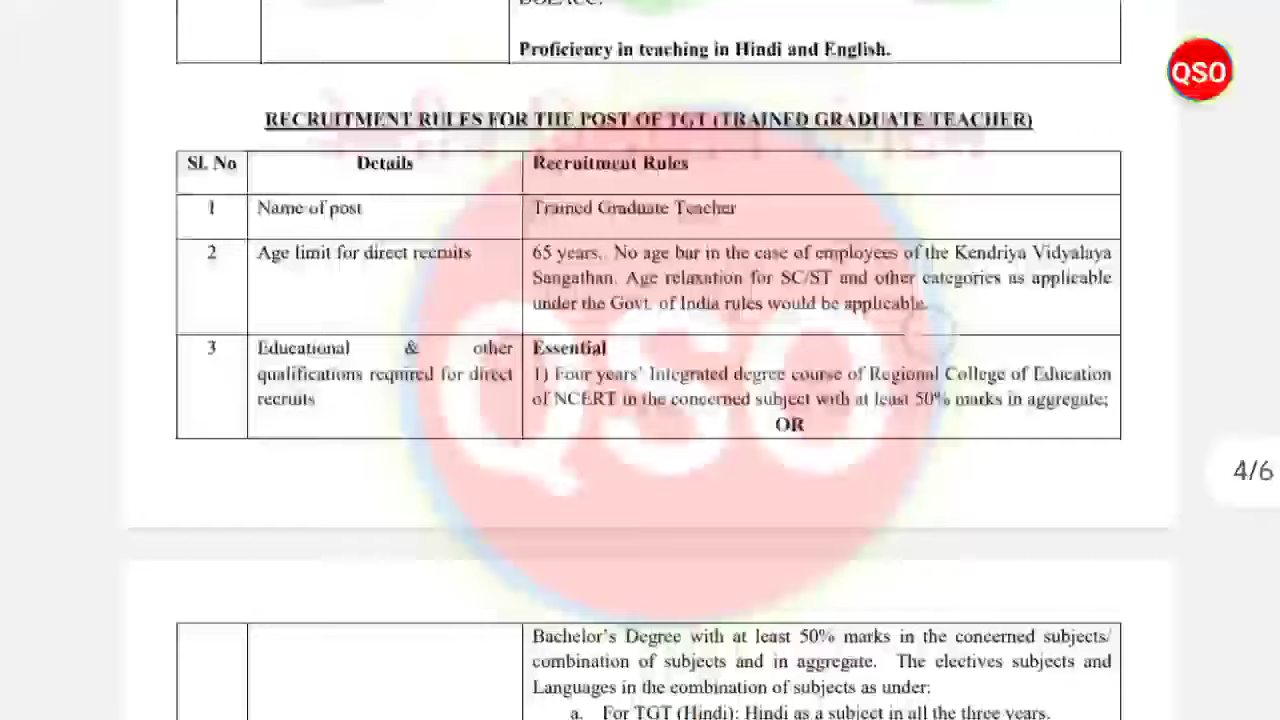 Proficiency in teaching in Hindi and English.
QSO
RECRUITMENT RULES FOR THE POST OF TGT (TRAINED GRADUATE TEACHER)
Sl. No Details Recruitment Rules
1 Name of post Trained Graduate Teacher
2 Age limit for direct recruits 65 years. No age bar in the case of employees of the Kendriya Vidyalaya
Sangathan. Age relaxation for SC/ST and other categories as applicable
under the Govt. of India rules would be applicable.
3 Educational & other Essential
qualifications required for direct 1) Four years' Integrated degree course of Regional College of Education
recruits of NCERT in the concerned subject with at least 50% marks in aggregate;
OR
QSO
4/6
Bachelor's Degree with at least 50% marks in the concerned subjects/
combination of subjects and in aggregate. The electives subjects and
Languages in the combination of subjects as under:
a. For TGT (Hindi): Hindi as a subject in all the three years.